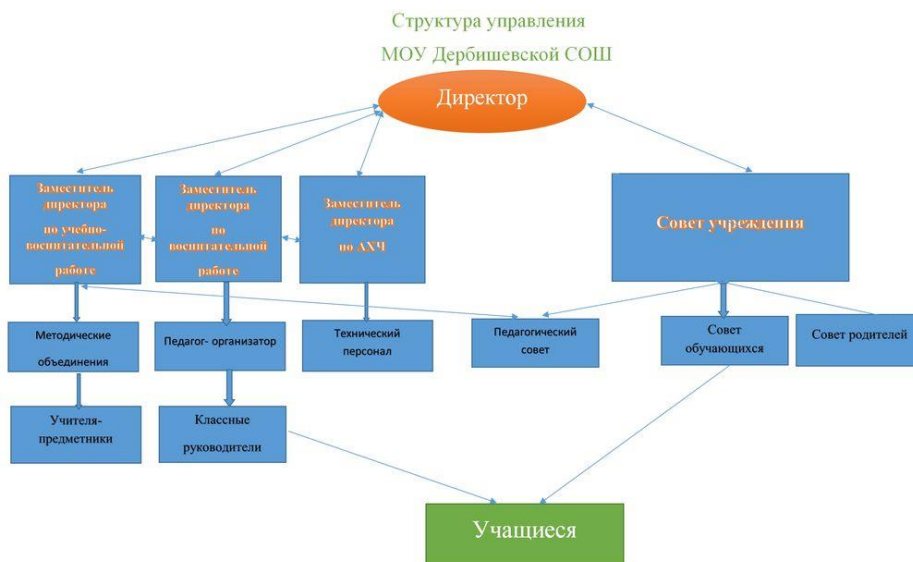 Структура управления
МОУ Дербишевской СОШ
Директор
Заместитель
директора
по учебно-
воспитательной
работе
Заместитель
директора
по
воспитательной
работе
Заместитель
директора
по АХЧ
Совет учреждения
Методические
объединения
Педагог- организатор
Технический
персонал
Педагогический
совет
Совет
обучающихся
Совет родителей
Учителя-
предметники
Классные
руководители
Учащиеся